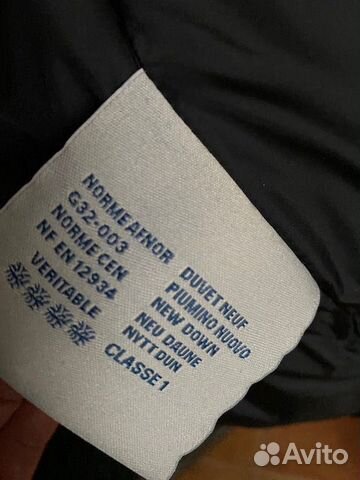 NORME AFNOR
G32-003
NORME CEN
NF EN 12934
VERITABLE
DUVET NEUF
PIUMINO NUOVO
NEW DOWN
NEU DAUNE
NVTT DUN
CLASSE 1
Avito